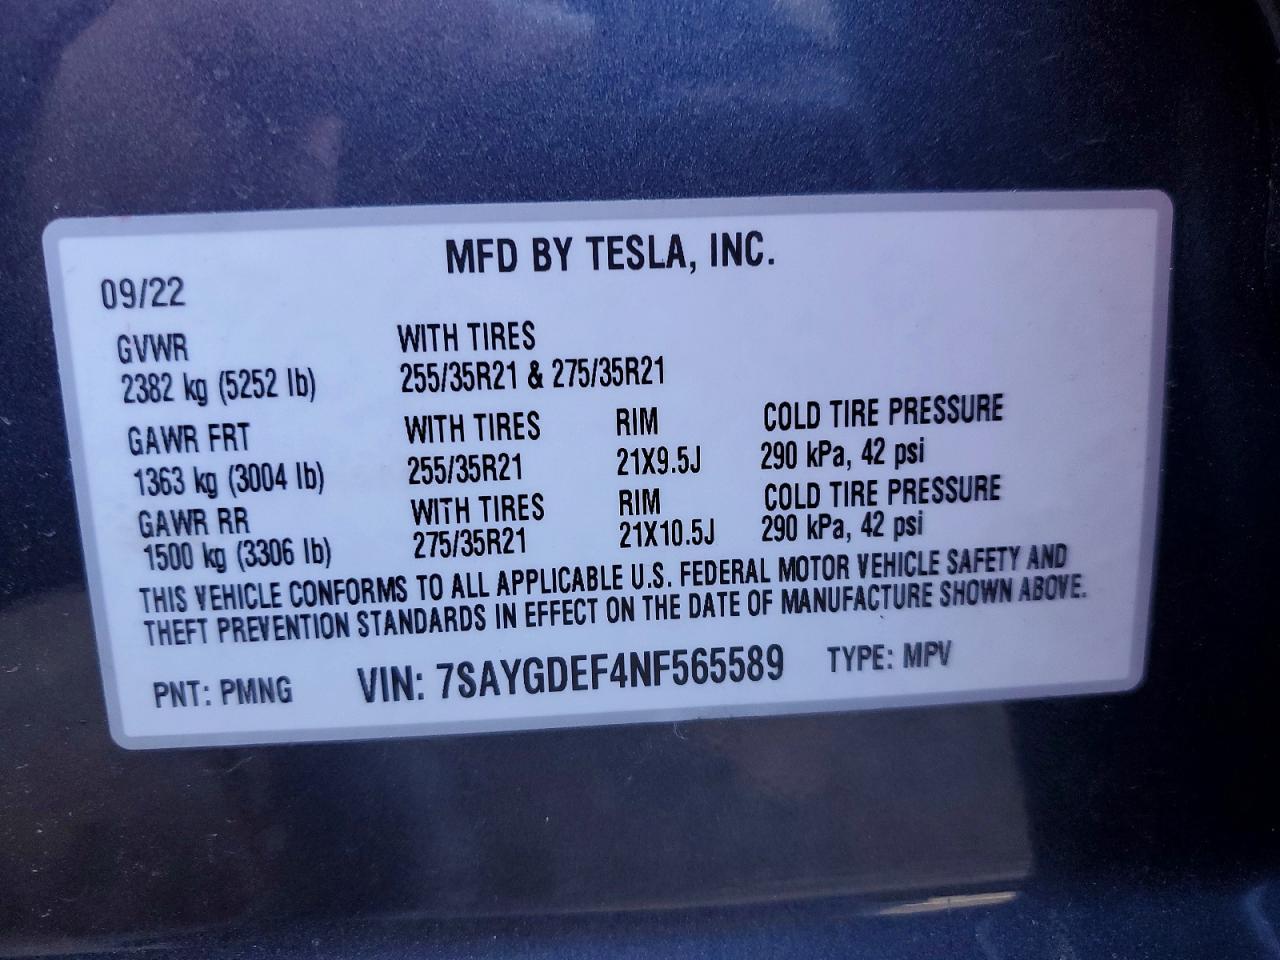 MFD BY TESLA, INC.
09/22
GVWR WITH TIRES
2382 kg (5252 lb) 255/35R21 & 275/35R21
GAWR FRT WITH TIRES RIM COLD TIRE PRESSURE
1363 kg (3004 lb) 255/35R21 21X9.5J 290 kPa, 42 psi
GAWR RR WITH TIRES RIM COLD TIRE PRESSURE
1500 kg (3306 lb) 275/35R21 21X10.5J 290 kPa, 42 psi
THIS VEHICLE CONFORMS TO ALL APPLICABLE U.S. FEDERAL MOTOR VEHICLE SAFETY AND
THEFT PREVENTION STANDARDS IN EFFECT ON THE DATE OF MANUFACTURE SHOWN ABOVE.
PNT: PMNG VIN: 7SAYGDEF4NF565589 TYPE: MPV